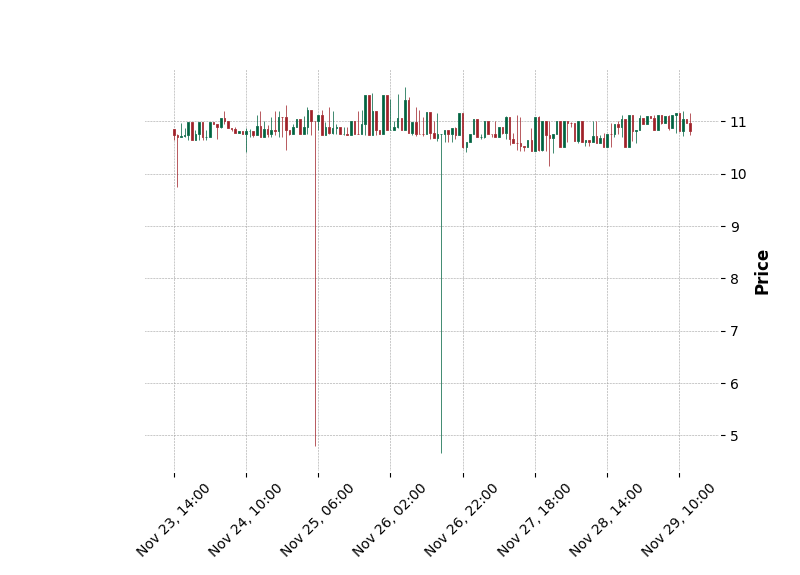 11
10
9
8
7
6
5
Price
Nov 23, 14:00
Nov 24, 10:00
Nov 25, 06:00
Nov 26, 02:00
Nov 26, 22:00
Nov 27, 18:00
Nov 28, 14:00
Nov 29, 10:00